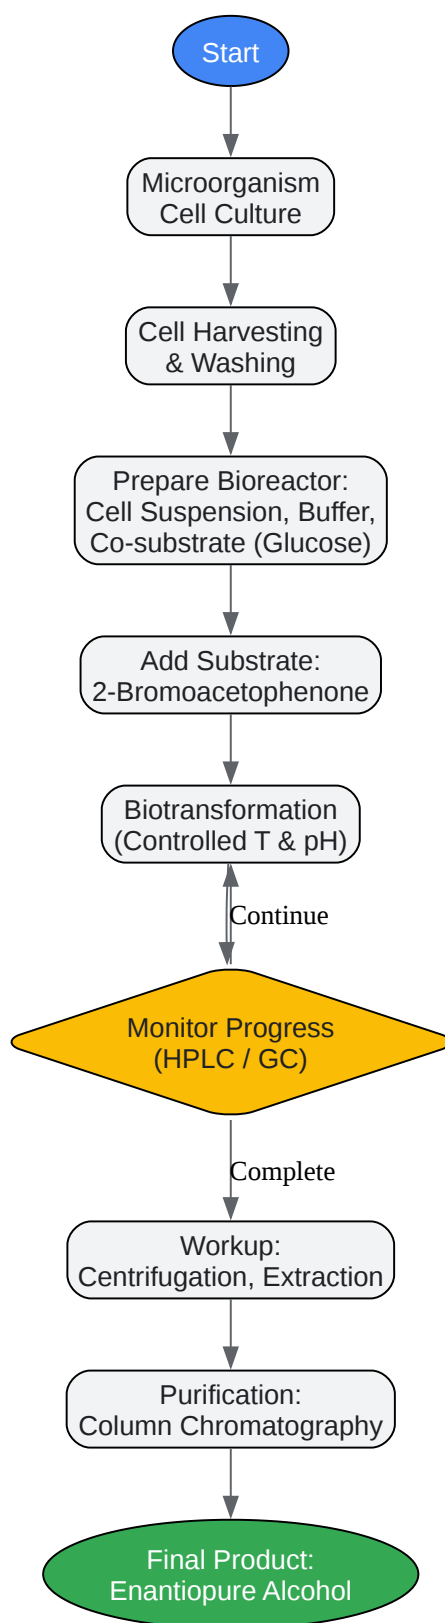 Start
Microorganism
Cell Culture
Cell Harvesting
& Washing
Prepare Bioreactor:
Cell Suspension, Buffer,
Co-substrate (Glucose)
Add Substrate:
2-Bromoacetophenone
Biotransformation
(Controlled T & pH)
Continue
Monitor Progress
(HPLC / GC)
Complete
Workup:
Centrifugation, Extraction
Purification:
Column Chromatography
Final Product:
Enantiopure Alcohol